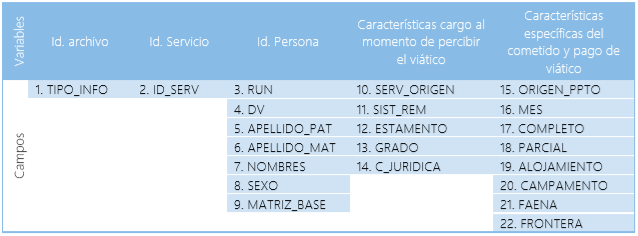 Variables
Id. archivo
Id. Servicio
Id. Persona
Características cargo al
momento de percibir
el viático
Características
específicas del
cometido y pago de
viático
Campos
1. TIPO_INFO
2. ID_SERV
3. RUN
10. SERV_ORIGEN
15. ORIGEN_PPTO
4. DV
11. SIST_REM
16. MES
5. APELLIDO_PAT
12. ESTAMENTO
17. COMPLETO
6. APELLIDO_MAT
13. GRADO
18. PARCIAL
7. NOMBRES
14. C_JURIDICA
19. ALOJAMIENTO
8. SEXO
20. CAMPAMENTO
9. MATRIZ_BASE
21. FAENA
22. FRONTERA